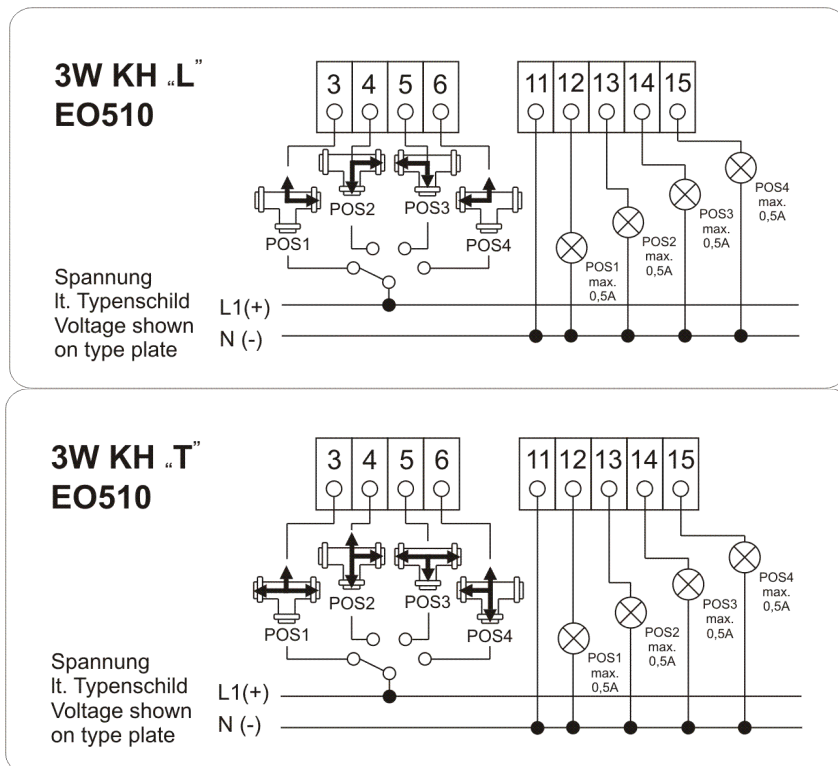 3W KH „L”
EO510
3 4 5 6
11 12 13 14 15
POS1
POS2
POS3
POS4
POS1
max.
0,5A
POS2
max.
0,5A
POS3
max.
0,5A
POS4
max.
0,5A
Spannung
lt. Typenschild
Voltage shown
on type plate
L1(+)
N (-)
3W KH „T”
EO510
3 4 5 6
11 12 13 14 15
POS1
POS2
POS3
POS4
POS1
max.
0,5A
POS2
max.
0,5A
POS3
max.
0,5A
POS4
max.
0,5A
Spannung
lt. Typenschild
Voltage shown
on type plate
L1(+)
N (-)